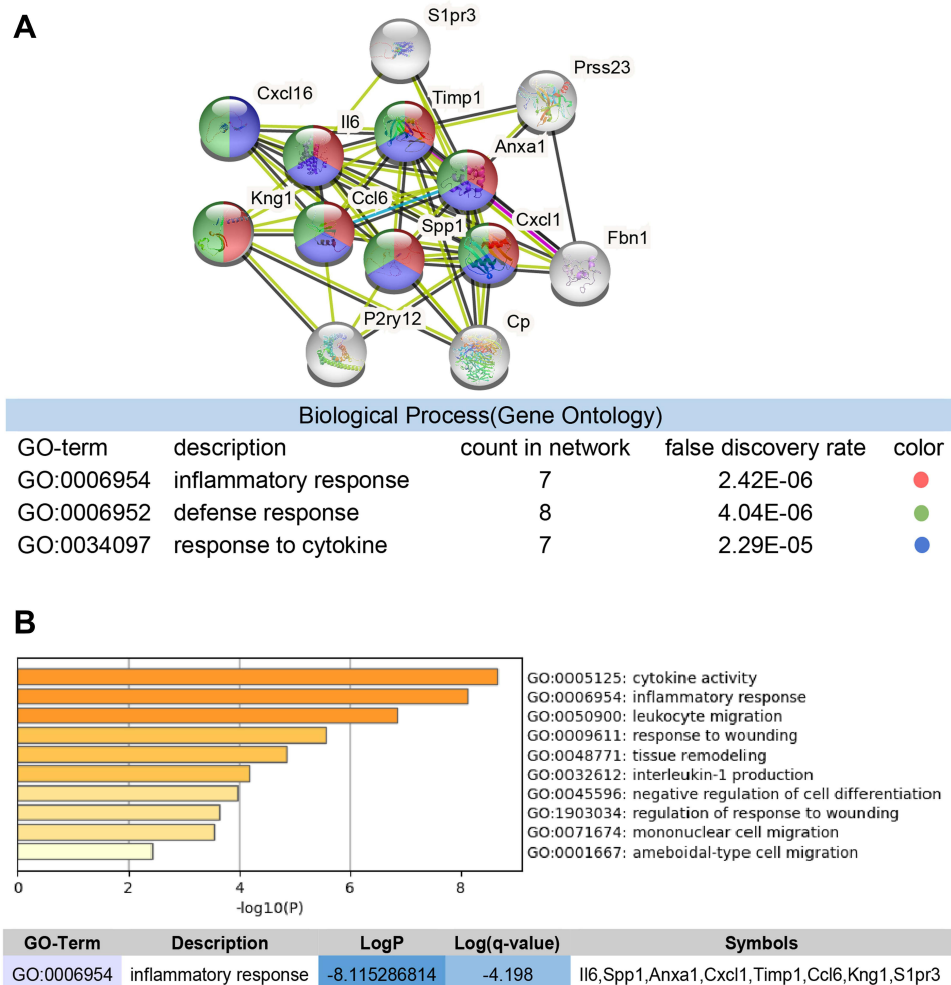 A
S1pr3
Prss23
Cxcl16
Timp1
Il6
Anxa1
Kng1
Ccl6
Spp1
Cxcl1
Fbn1
P2ry12
Cp
Biological Process(Gene Ontology)
GO-term description count in network false discovery rate color
GO:0006954 inflammatory response 7 2.42E-06
GO:0006952 defense response 8 4.04E-06
GO:0034097 response to cytokine 7 2.29E-05
B
GO:0005125: cytokine activity
GO:0006954: inflammatory response
GO:0050900: leukocyte migration
GO:0009611: response to wounding
GO:0048771: tissue remodeling
GO:0032612: interleukin-1 production
GO:0045596: negative regulation of cell differentiation
GO:1903034: regulation of response to wounding
GO:0071674: mononuclear cell migration
GO:0001667: ameboidal-type cell migration
0 2 4 6 8
-log10(P)
GO-Term Description LogP Log(q-value) Symbols
GO:0006954 inflammatory response -8.115286814 -4.198 Il6,Spp1,Anxa1,Cxcl1,Timp1,Ccl6,Kng1,S1pr3